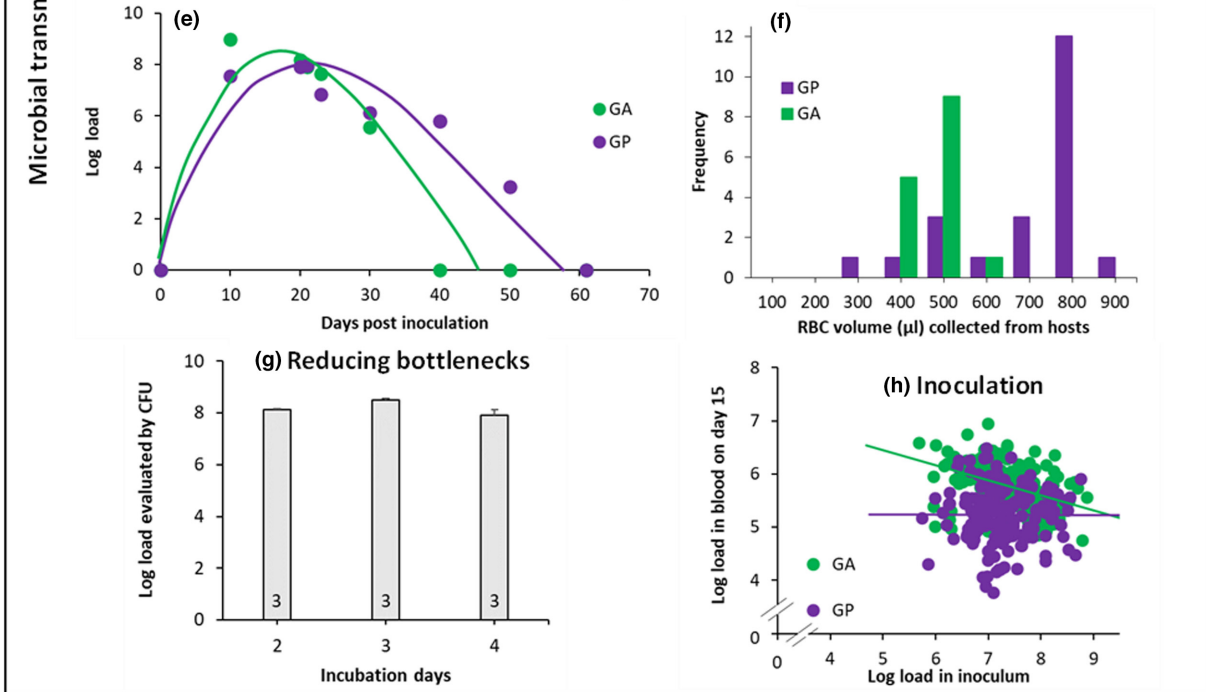 Microbial transn
(e)
10
8
6
4
2
0
Log load
GA
GP
0 10 20 30 40 50 60 70
Days post inoculation
(f)
12
10
8
6
4
2
0
Frequency
GP
GA
100 200 300 400 500 600 700 800 900
RBC volume (µl) collected from hosts
(g) Reducing bottlenecks
10
8
6
4
2
0
Log load evaluated by CFU
3 3 3
2 3 4
Incubation days
(h) Inoculation
8
7
6
5
4
0
Log load in blood on day 15
GA
GP
0 4 5 6 7 8 9
Log load in inoculum